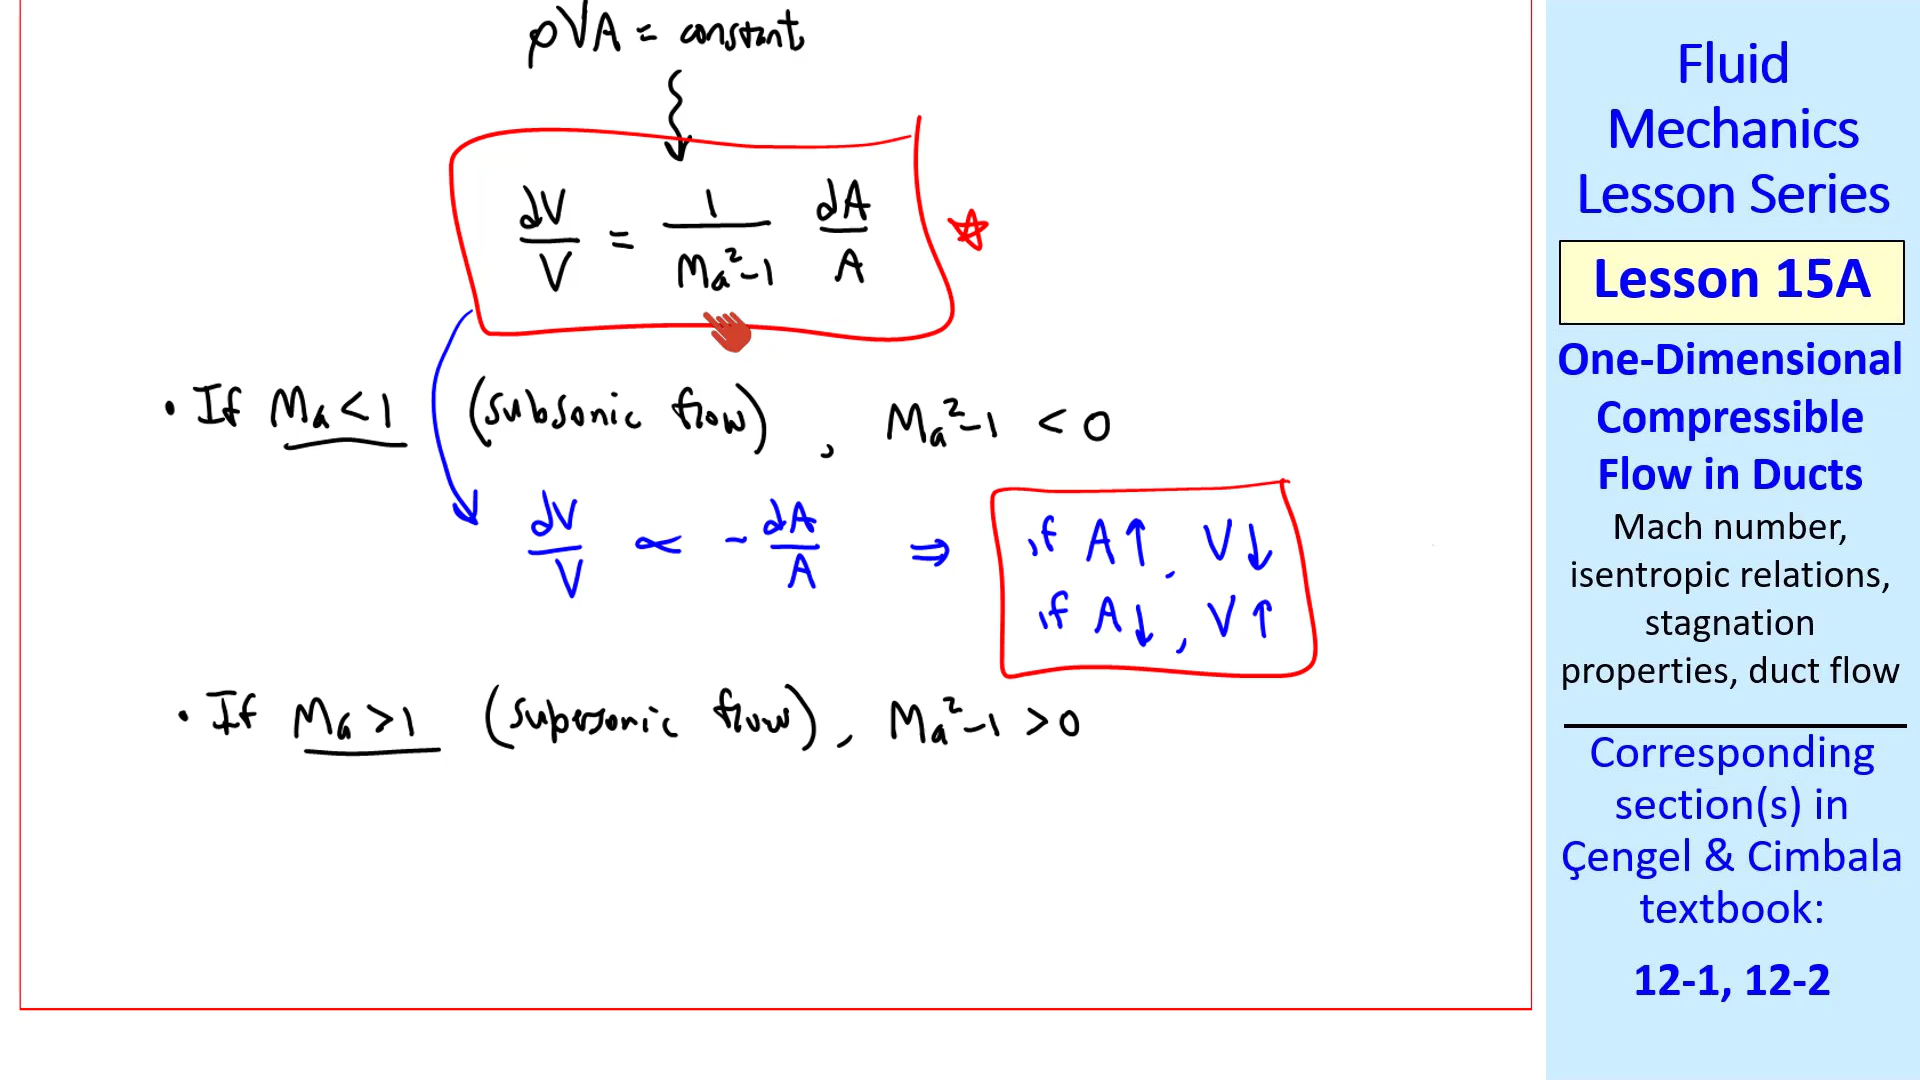 ρVA = constant
dV/V = 1/(Ma²-1) dA/A
• If Ma < 1 (subsonic flow), Ma²-1 < 0
dV/V ∝ - dA/A ⇒ if A↑, V↓
if A↓, V↑
• If Ma > 1 (supersonic flow), Ma²-1 > 0
Fluid
Mechanics
Lesson Series
Lesson 15A
One-Dimensional
Compressible
Flow in Ducts
Mach number,
isentropic relations,
stagnation
properties, duct flow
Corresponding
section(s) in
Çengel & Cimbala
textbook:
12-1, 12-2